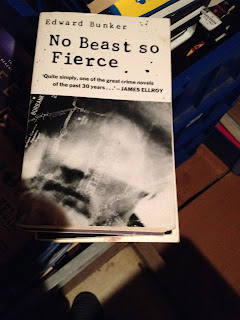 Edward Bunker
No Beast so
Fierce . . .
'Quite simply, one of the great crime novels
of the past 30 years . . .' – JAMES ELLROY